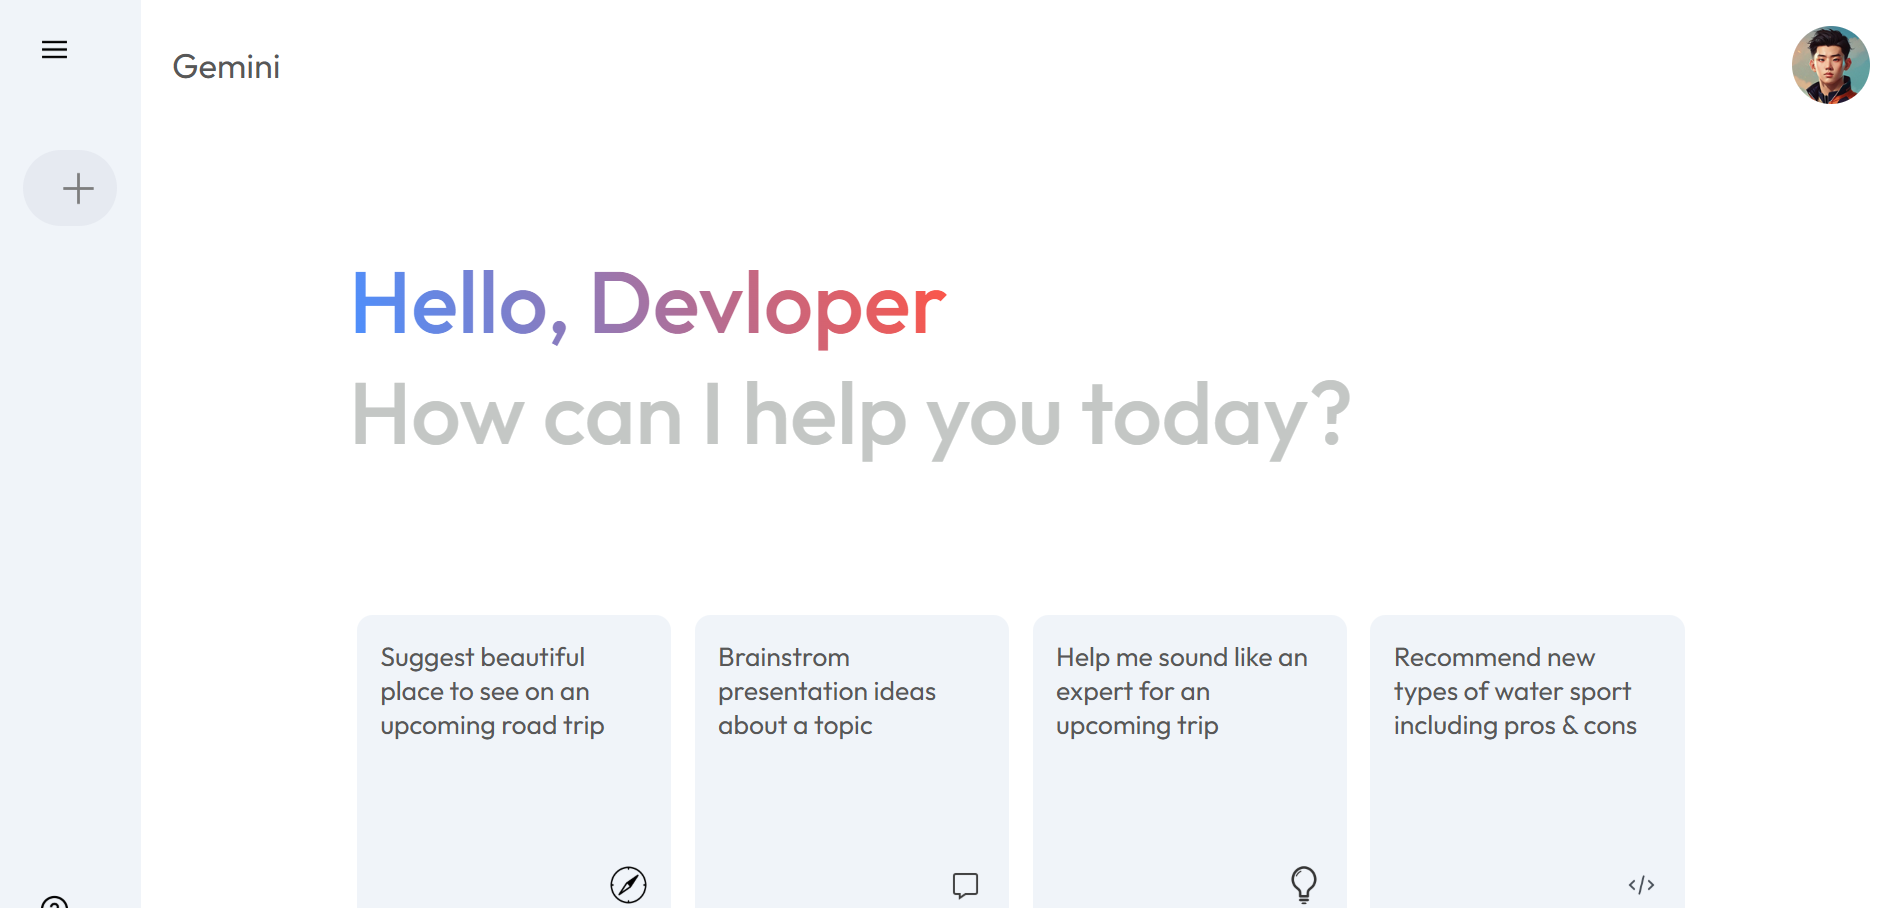 Gemini
Hello, Devloper
How can I help you today?
Suggest beautiful
place to see on an
upcoming road trip
Brainstrom
presentation ideas
about a topic
Help me sound like an
expert for an
upcoming trip
Recommend new
types of water sport
including pros & cons